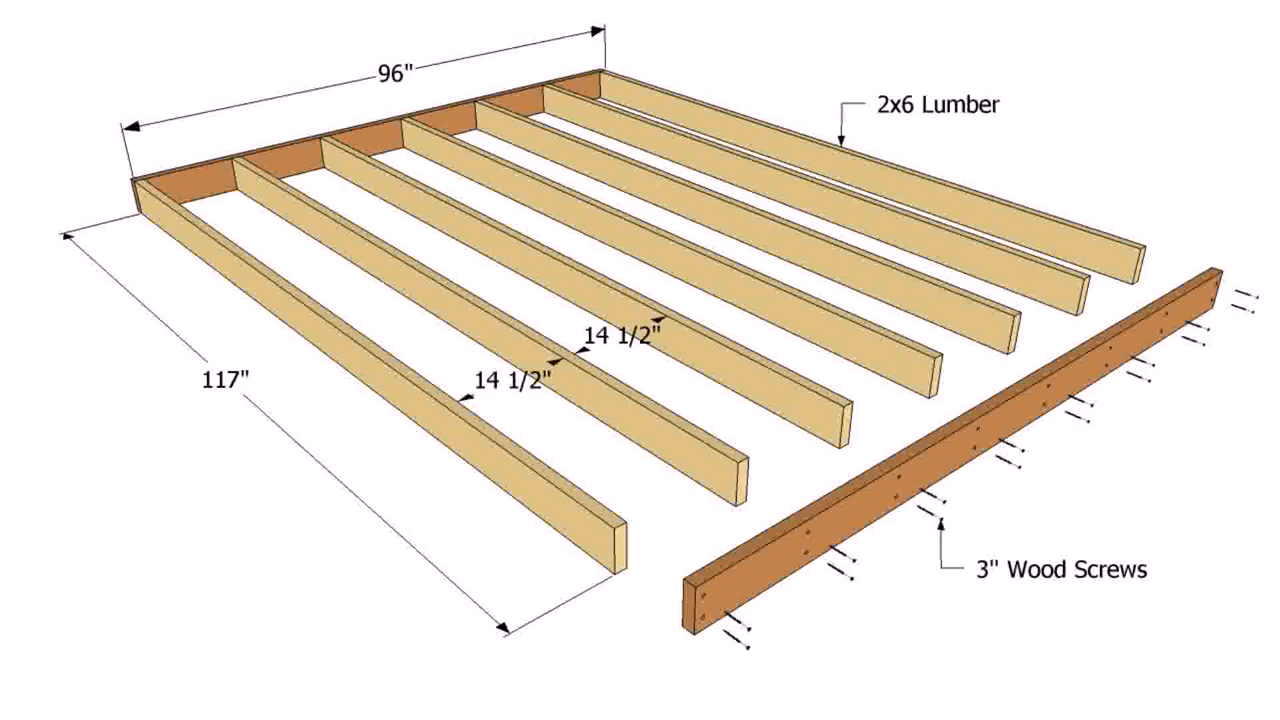 96"
2x6 Lumber
14 1/2"
14 1/2"
117"
3" Wood Screws